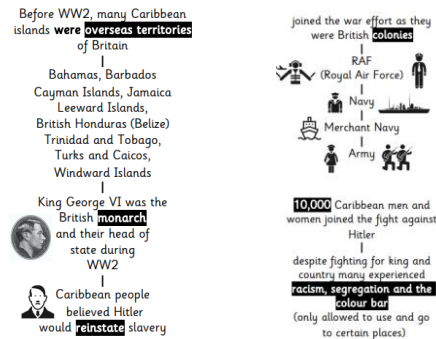 Before WW2, many Caribbean
islands were overseas territories
of Britain
Bahamas, Barbados
Cayman Islands, Jamaica
Leeward Islands,
British Honduras (Belize)
Trinidad and Tobago,
Turks and Caicos,
Windward Islands
King George VI was the
British monarch
and their head of
state during
WW2
Caribbean people
believed Hitler
would reinstate slavery
joined the war effort as they
were British colonies
RAF
(Royal Air Force)
Navy
Merchant Navy
Army
10,000 Caribbean men and
women joined the fight against
Hitler
despite fighting for king and
country many experienced
racism, segregation and the
colour bar
(only allowed to use and go
to certain places)